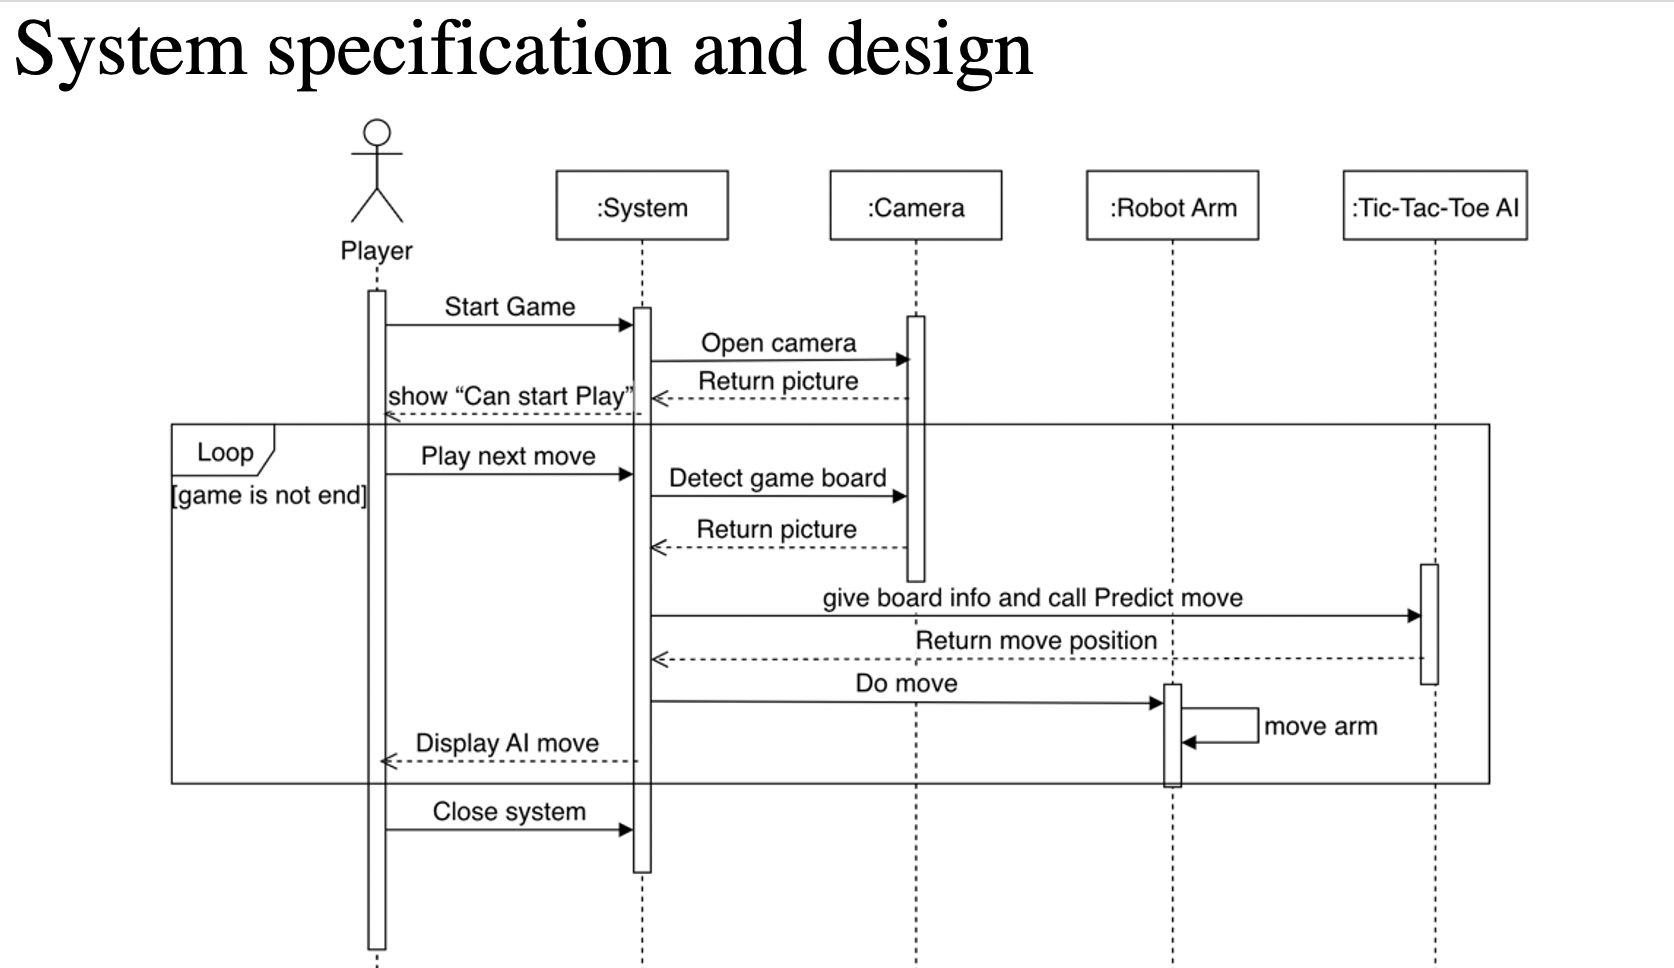 System specification and design
Player
:System
:Camera
:Robot Arm
:Tic-Tac-Toe AI
Start Game
Open camera
Return picture
show “Can start Play”
Loop
[game is not end]
Play next move
Detect game board
Return picture
give board info and call Predict move
Return move position
Do move
move arm
Display AI move
Close system